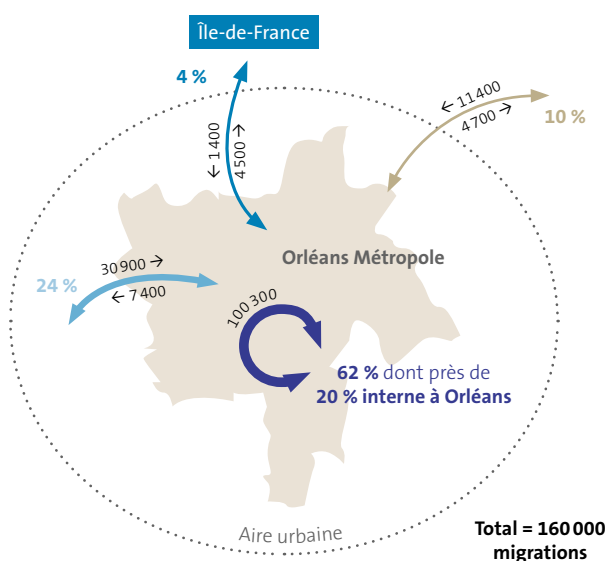 Île-de-France
4 %
← 11 400
4 700 →
10 %
← 1 400
4 500 →
Orléans Métropole
30 900 →
← 7 400
24 %
100 300
62 % dont près de
20 % interne à Orléans
Aire urbaine
Total = 160 000
migrations